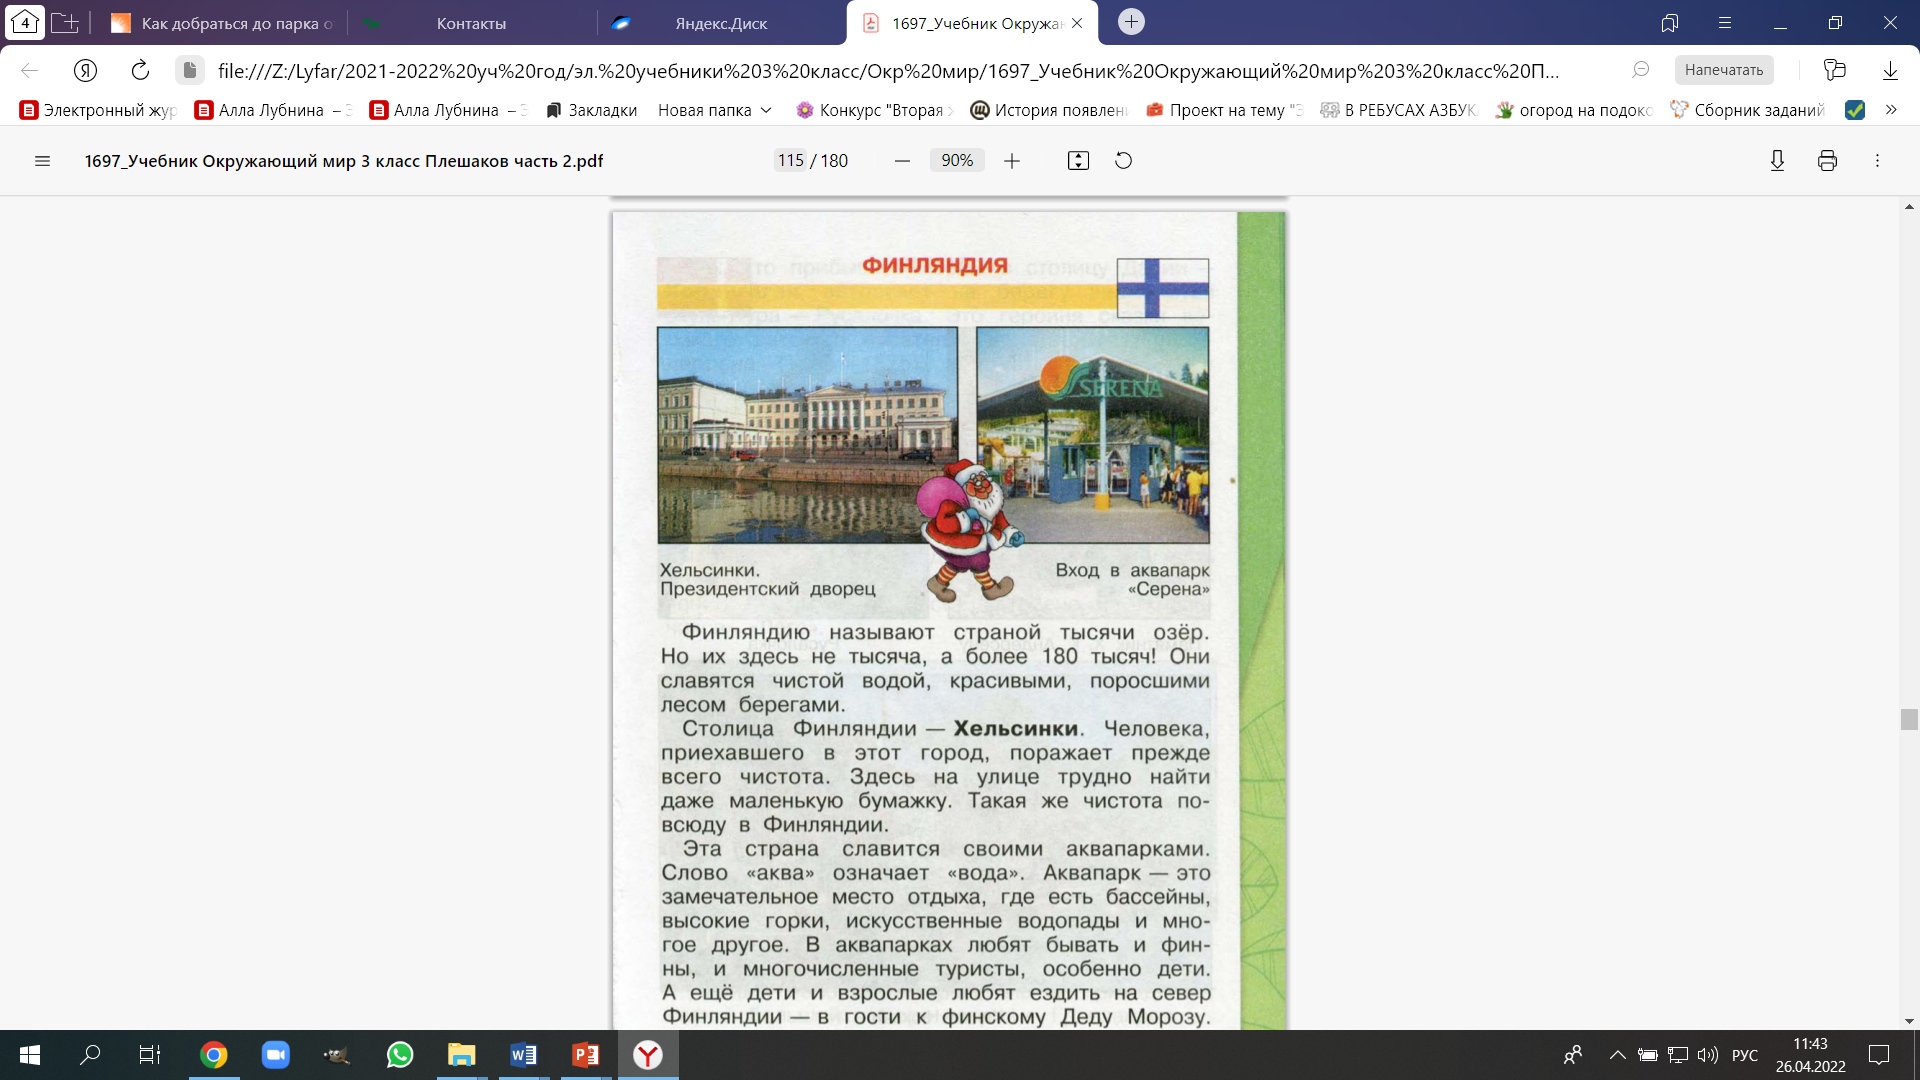 4
Как добраться до парка о
Контакты
Яндекс.Диск
1697_Учебник Окружа
file:///Z:/Lyfar/2021-2022%20уч%20год/эл.%20учебники%203%20класс/Окр%20мир/1697_Учебник%20Окружающий%20мир%203%20класс%20П...
Напечатать
Электронный жур
Алла Лубнина – Э
Алла Лубнина – Э
Закладки
Новая папка
Конкурс "Вторая ж
История появлени
Проект на тему "Э
В РЕБУСАХ АЗБУК
огород на подоко
Сборник заданий
»
1697_Учебник Окружающий мир 3 класс Плешаков часть 2.pdf
115 / 180
90%
ФИНЛЯНДИЯ
SERENA
Хельсинки.
Президентский дворец
Вход в аквапарк
«Серена»
Финляндию называют страной тысячи озёр.
Но их здесь не тысяча, а более 180 тысяч! Они
славятся чистой водой, красивыми, поросшими
лесом берегами.
Столица Финляндии — Хельсинки. Человека,
приехавшего в этот город, поражает прежде
всего чистота. Здесь на улице трудно найти
даже маленькую бумажку. Такая же чистота по-
всюду в Финляндии.
Эта страна славится своими аквапарками.
Слово «аква» означает «вода». Аквапарк — это
замечательное место отдыха, где есть бассейны,
высокие горки, искусственные водопады и мно-
гое другое. В аквапарках любят бывать и фин-
ны, и многочисленные туристы, особенно дети.
А ещё дети и взрослые любят ездить на север
Финляндии — в гости к финскому Деду Морозу.
РУС
11:43
26.04.2022